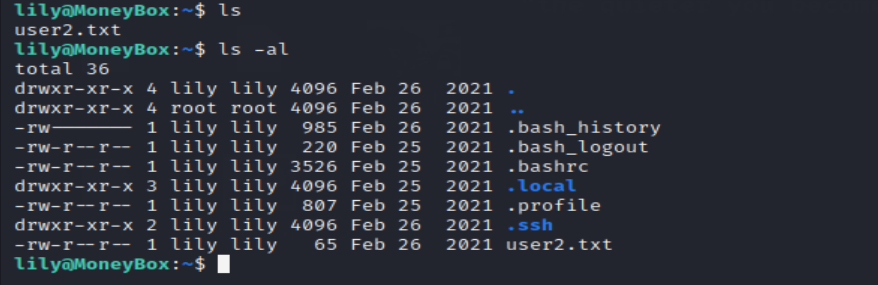 lily@MoneyBox:~$ ls
user2.txt
lily@MoneyBox:~$ ls -al
total 36
drwxr-xr-x 4 lily lily 4096 Feb 26  2021 .
drwxr-xr-x 4 root root 4096 Feb 26  2021 ..
-rw------- 1 lily lily  985 Feb 26  2021 .bash_history
-rw-r--r-- 1 lily lily  220 Feb 25  2021 .bash_logout
-rw-r--r-- 1 lily lily 3526 Feb 25  2021 .bashrc
drwxr-xr-x 3 lily lily 4096 Feb 25  2021 .local
-rw-r--r-- 1 lily lily  807 Feb 25  2021 .profile
drwxr-xr-x 2 lily lily 4096 Feb 26  2021 .ssh
-rw-r--r-- 1 lily lily   65 Feb 26  2021 user2.txt
lily@MoneyBox:~$